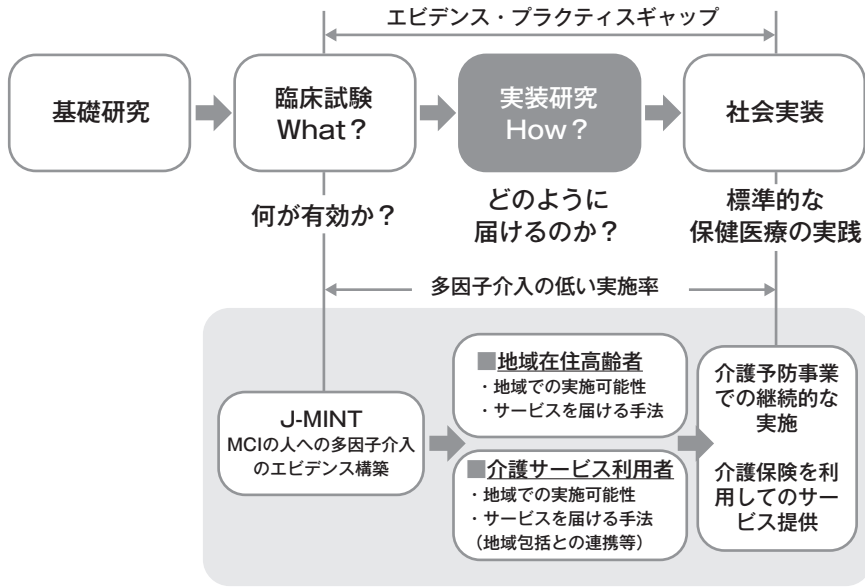 エビデンス・プラクティスギャップ
基礎研究
臨床試験
What？
実装研究
How？
社会実装
何が有効か？
どのように
届けるのか？
標準的な
保健医療の実践
多因子介入の低い実施率
J-MINT
MCIの人への多因子介入
のエビデンス構築
■地域在住高齢者
・地域での実施可能性
・サービスを届ける手法
■介護サービス利用者
・地域での実施可能性
・サービスを届ける手法
（地域包括との連携等）
介護予防事業
での継続的な
実施
介護保険を利
用してのサー
ビス提供